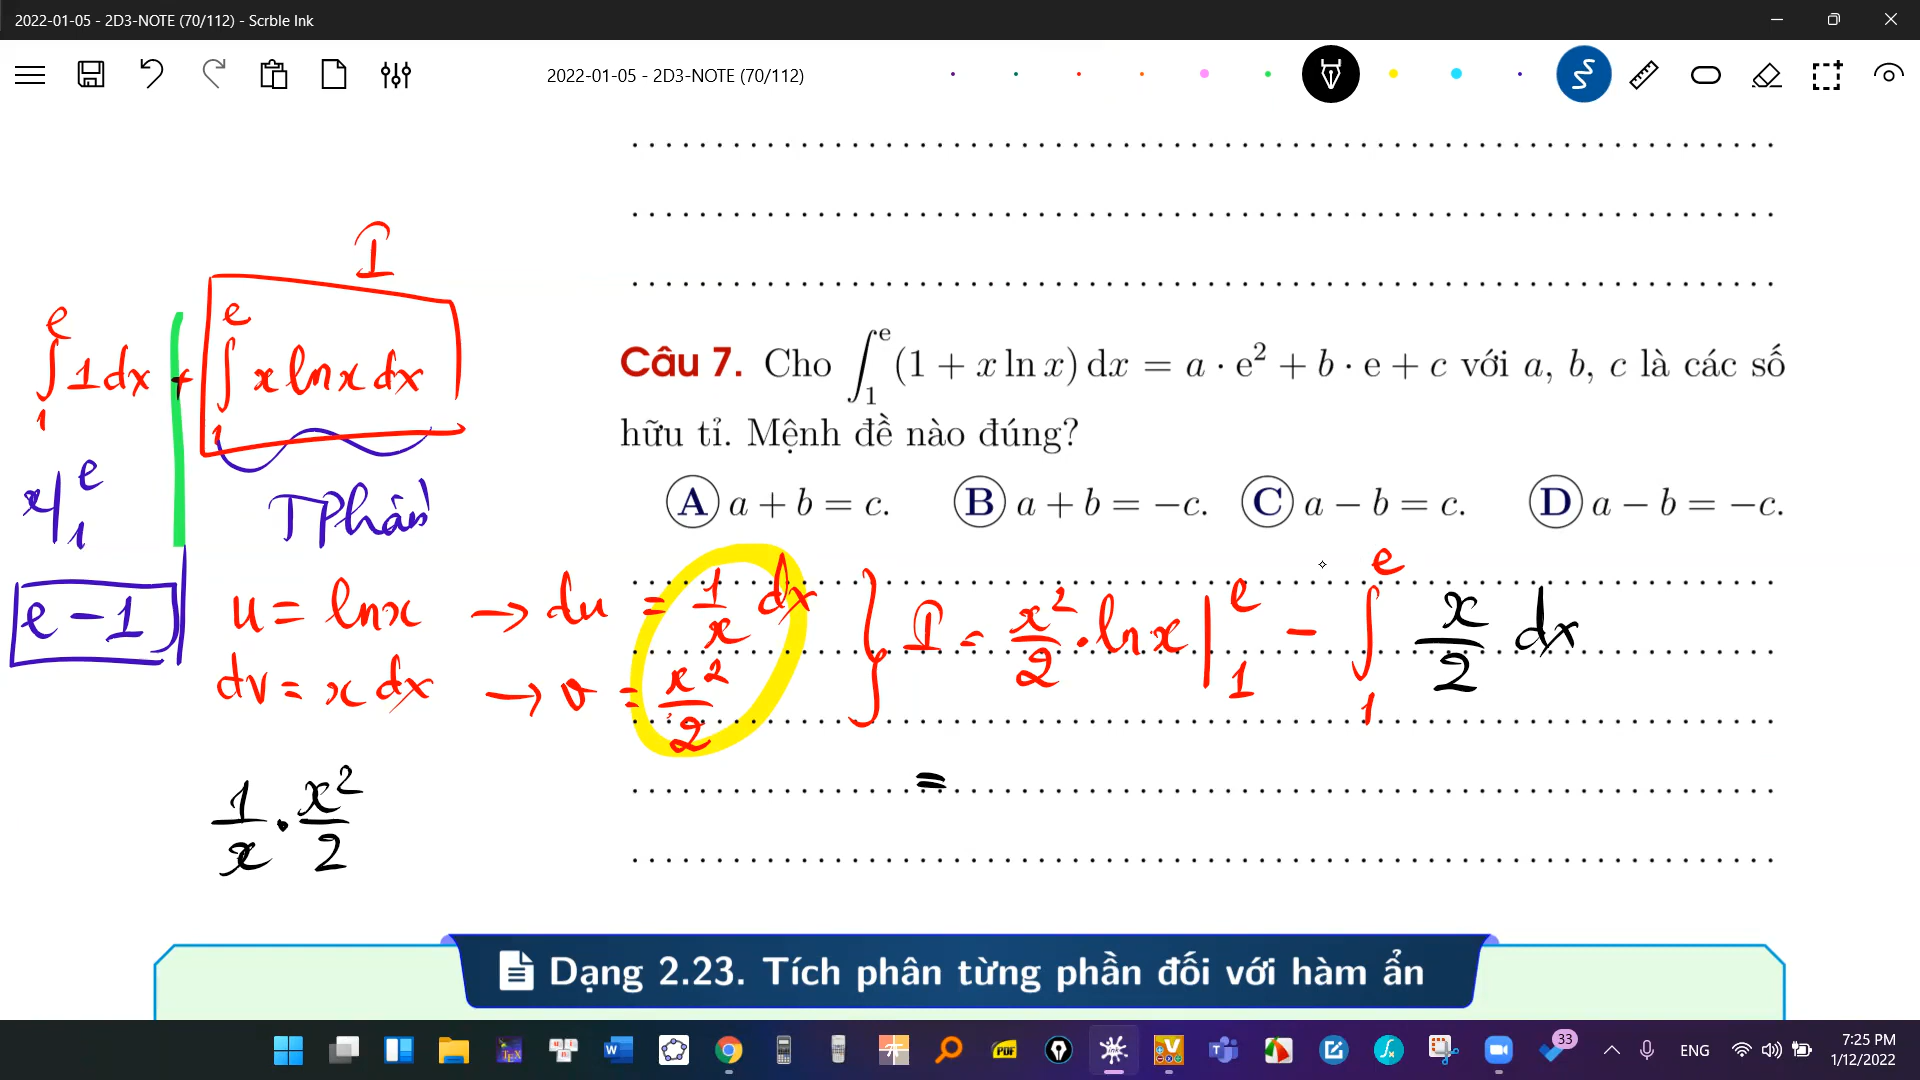 2022-01-05 - 2D3-NOTE (70/112) - Scrble Ink
2022-01-05 - 2D3-NOTE (70/112)
I
∫₁ᵉ 1dx + ∫₁ᵉ x lnx dx
x|₁ᵉ
TPhần
e - 1
Câu 7. Cho ∫₁ᵉ (1 + x ln x) dx = a · e² + b · e + c với a, b, c là các số
hữu tỉ. Mệnh đề nào đúng?
A a + b = c. B a + b = −c. C a − b = c. D a − b = −c.
u = lnx → du = 1/x dx
dv = x dx → v = x²/2
I = x²/2 · lnx |₁ᵉ − ∫₁ᵉ x/2 dx
=
1/x · x²/2
Dạng 2.23. Tích phân từng phần đối với hàm ẩn
33
ENG
7:25 PM
1/12/2022